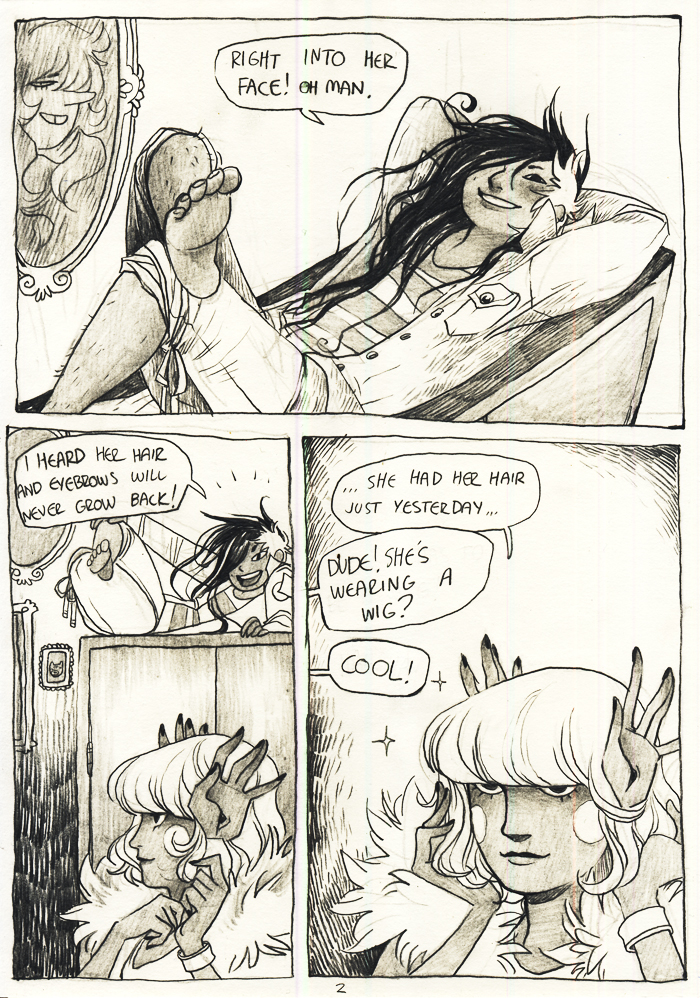 RIGHT INTO HER
FACE! OH MAN.
I HEARD HER HAIR
AND EYEBROWS WILL
NEVER GROW BACK!
... SHE HAD HER HAIR
JUST YESTERDAY...
DUDE! SHE'S
WEARING A
WIG?
COOL!
2